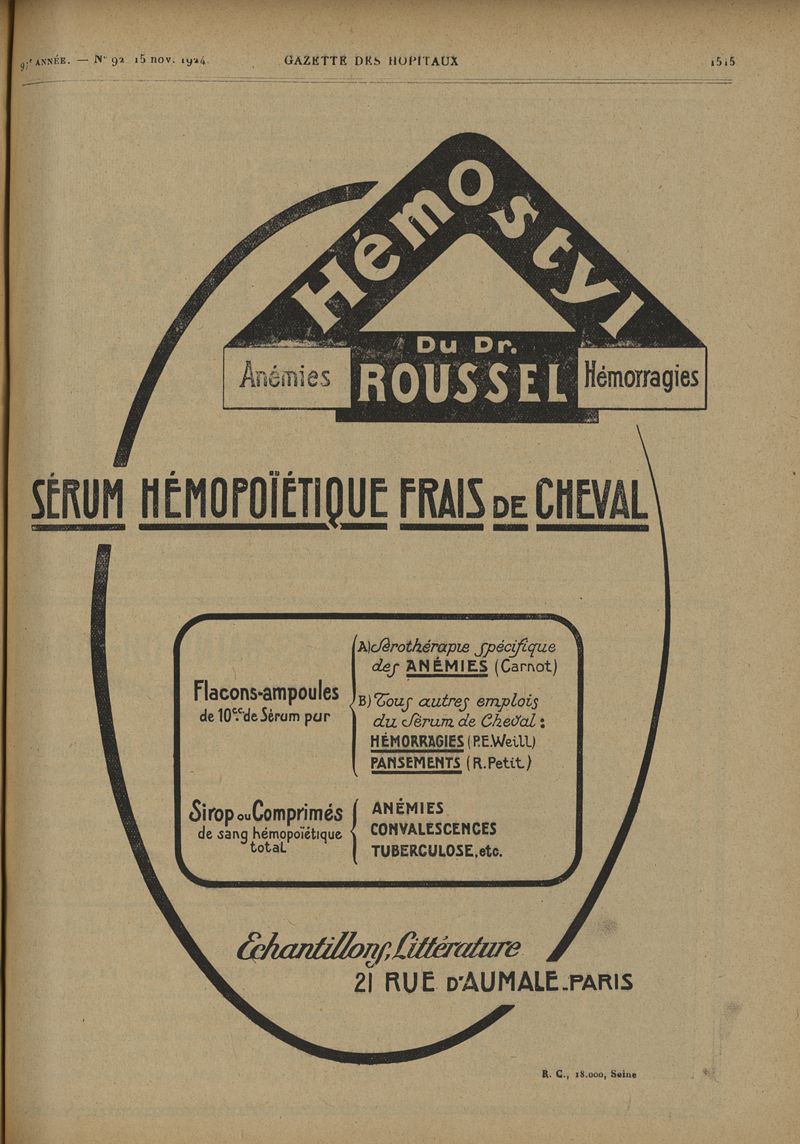 97e ANNÉE. — N° 92 15 nov. 1924. GAZETTE DES HOPITAUX 1515
Hémostyl
Du Dr.
Anémies ROUSSEL Hémorragies
SÉRUM HÉMOPOÏÉTIQUE FRAIS DE CHEVAL
Flacons-ampoules
de 10c.c. de Sérum pur
A) Sérothérapie spécifique
des ANÉMIES (Carnot)
B) Tous autres emplois
du Sérum de Cheval :
HÉMORRAGIES (P.E.Weill)
PANSEMENTS (R.Petit)
Sirop ou Comprimés
de sang hémopoïétique
total
ANÉMIES
CONVALESCENCES
TUBERCULOSE, etc.
Echantillons, Littérature
21 RUE D'AUMALE-PARIS
R. C., 18.000, Seine